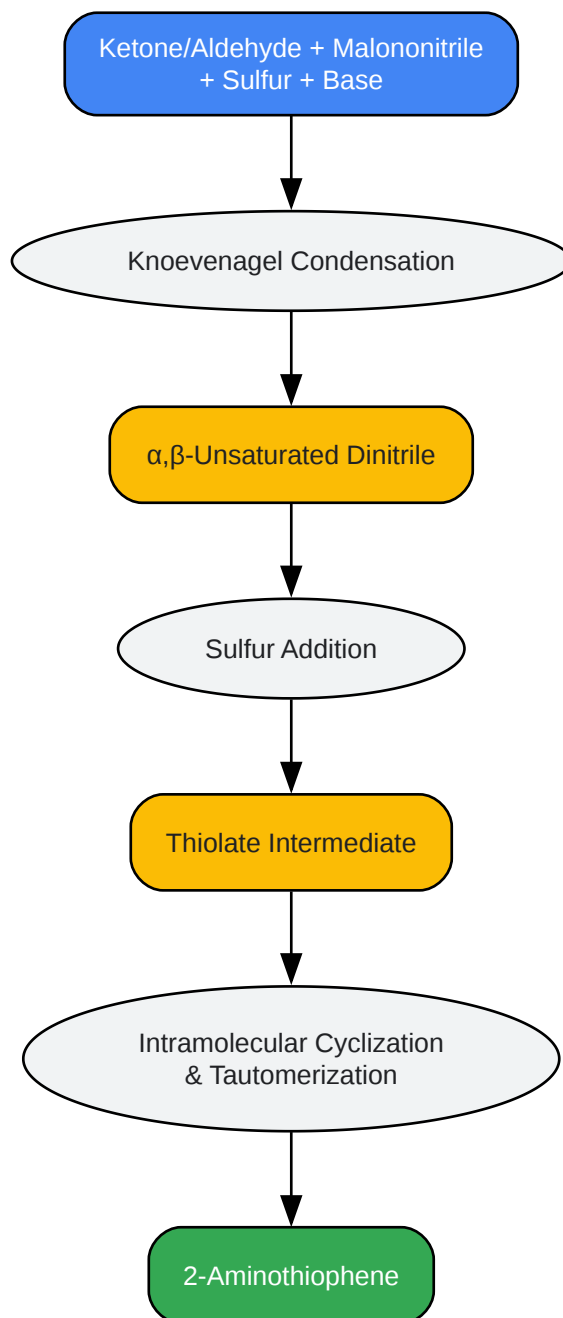 Ketone/Aldehyde + Malononitrile
+ Sulfur + Base
Knoevenagel Condensation
α,β-Unsaturated Dinitrile
Sulfur Addition
Thiolate Intermediate
Intramolecular Cyclization
& Tautomerization
2-Aminothiophene